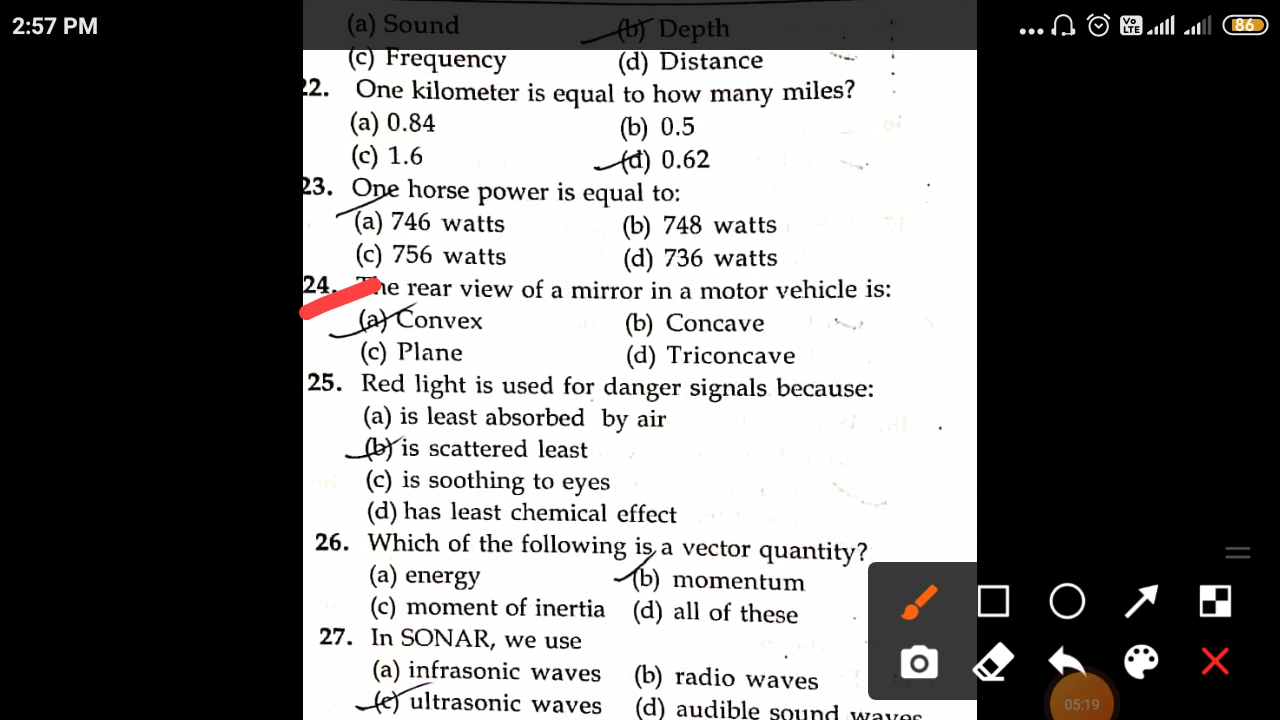 2:57 PM
Vo LTE
86
(a) Sound (b) Depth
(c) Frequency (d) Distance
22. One kilometer is equal to how many miles?
(a) 0.84 (b) 0.5
(c) 1.6 (d) 0.62
23. One horse power is equal to:
(a) 746 watts (b) 748 watts
(c) 756 watts (d) 736 watts
24. The rear view of a mirror in a motor vehicle is:
(a) Convex (b) Concave
(c) Plane (d) Triconcave
25. Red light is used for danger signals because:
(a) is least absorbed by air
(b) is scattered least
(c) is soothing to eyes
(d) has least chemical effect
26. Which of the following is a vector quantity?
(a) energy (b) momentum
(c) moment of inertia (d) all of these
27. In SONAR, we use
(a) infrasonic waves (b) radio waves
(c) ultrasonic waves (d) audible sound waves
05:19